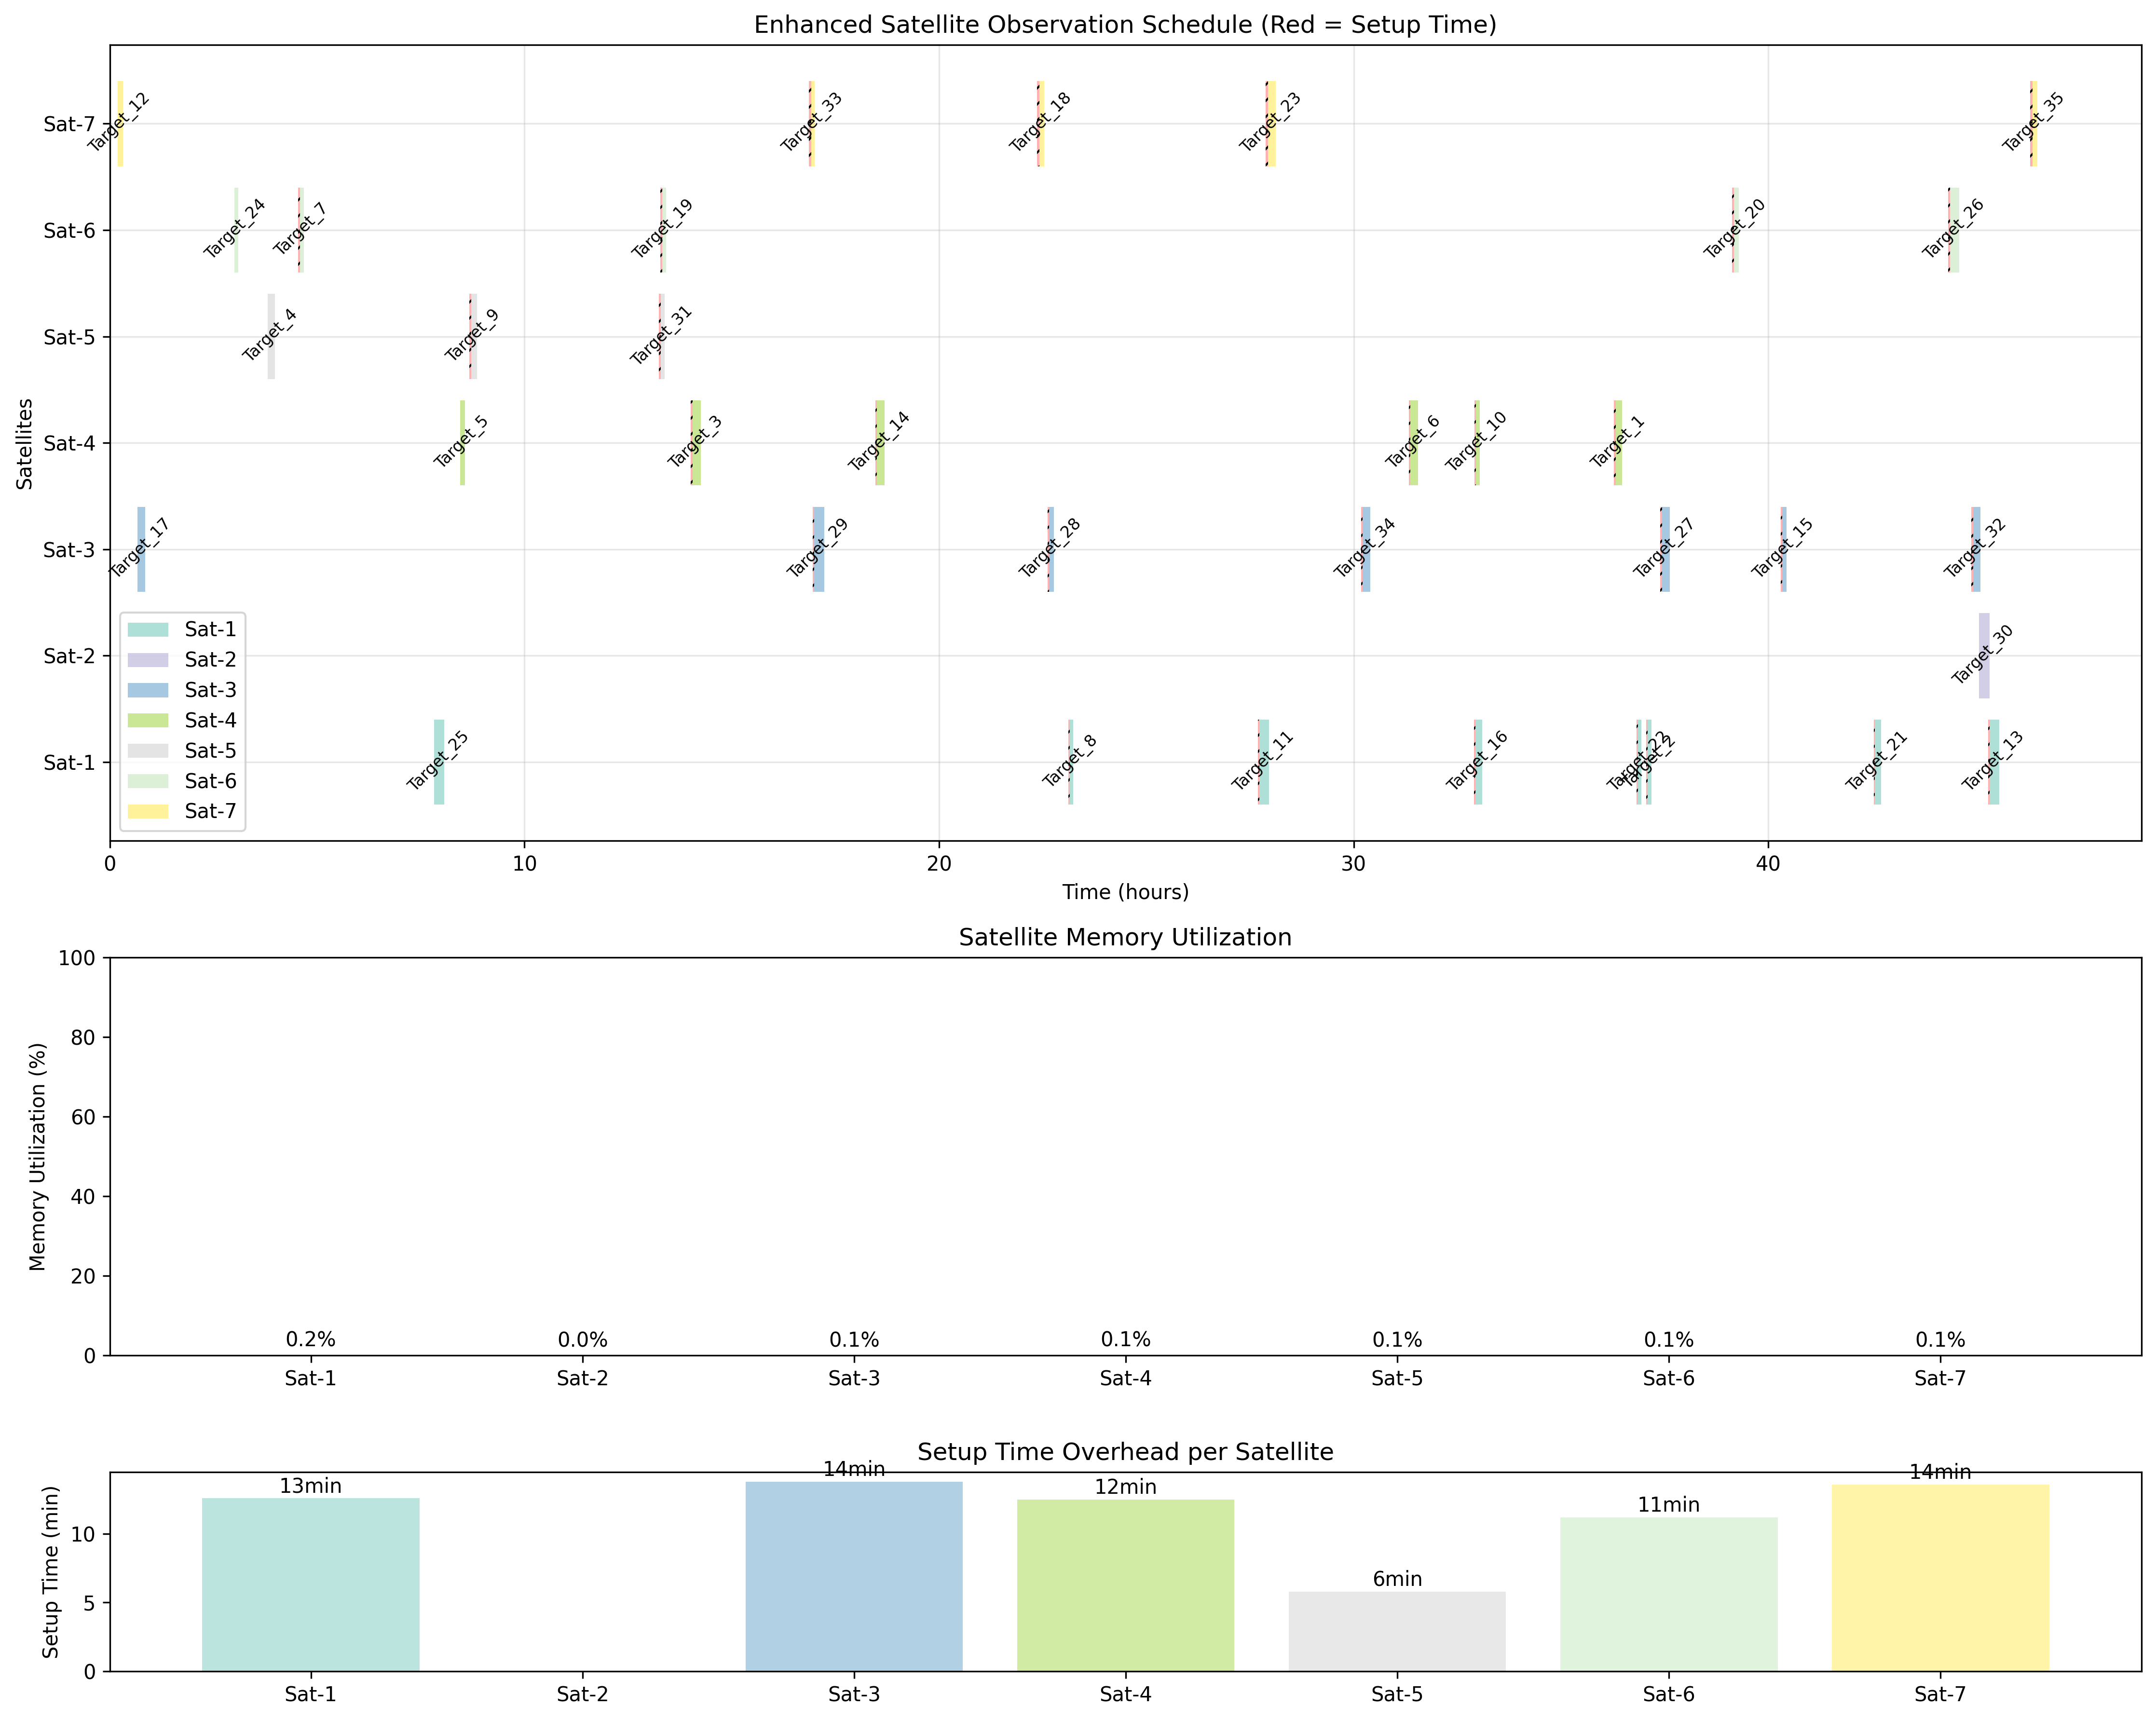 Enhanced Satellite Observation Schedule (Red = Setup Time)
Satellites
Sat-7
Target_12
Target_33
Target_18
Target_23
Target_35
Sat-6
Target_24
Target_7
Target_19
Target_20
Target_26
Sat-5
Target_4
Target_9
Target_31
Sat-4
Target_5
Target_3
Target_14
Target_6
Target_10
Target_1
Sat-3
Target_17
Target_29
Target_28
Target_34
Target_27
Target_15
Target_32
Sat-2
Target_30
Sat-1
Target_25
Target_8
Target_11
Target_16
Target_22
Target_2
Target_21
Target_13
Sat-1
Sat-2
Sat-3
Sat-4
Sat-5
Sat-6
Sat-7
0 10 20 30 40
Time (hours)
Satellite Memory Utilization
Memory Utilization (%)
100
80
60
40
20
0
0.2% 0.0% 0.1% 0.1% 0.1% 0.1% 0.1%
Sat-1 Sat-2 Sat-3 Sat-4 Sat-5 Sat-6 Sat-7
Setup Time Overhead per Satellite
Setup Time (min)
10
5
0
13min 14min 12min 6min 11min 14min
Sat-1 Sat-2 Sat-3 Sat-4 Sat-5 Sat-6 Sat-7